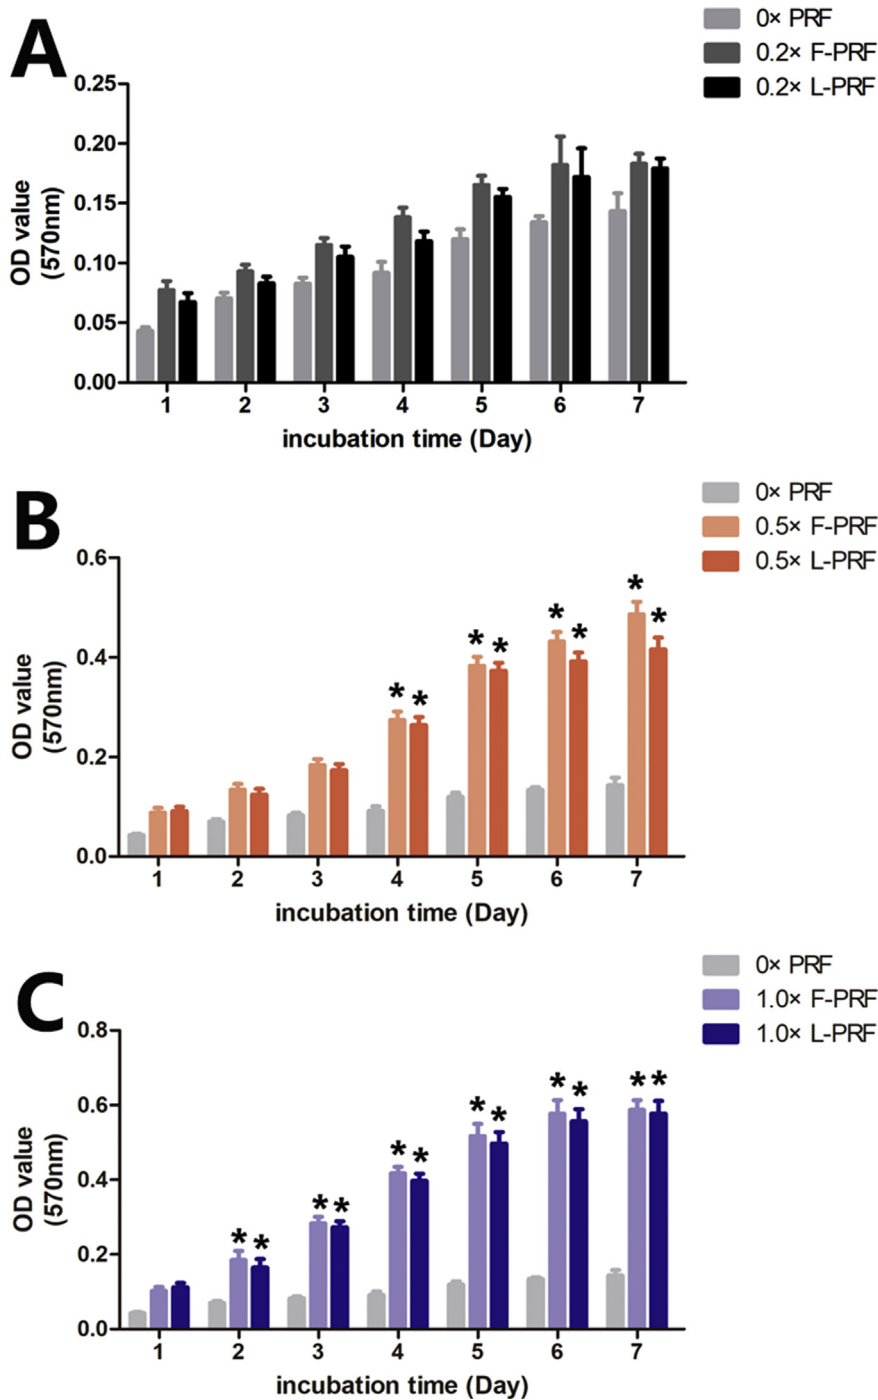 A
0× PRF
0.2× F-PRF
0.2× L-PRF
0.25
0.20
0.15
0.10
0.05
0.00
OD value
(570nm)
1 2 3 4 5 6 7
incubation time (Day)
B
0× PRF
0.5× F-PRF
0.5× L-PRF
0.6
0.4
0.2
0.0
OD value
(570nm)
* * * * * * * *
1 2 3 4 5 6 7
incubation time (Day)
C
0× PRF
1.0× F-PRF
1.0× L-PRF
0.8
0.6
0.4
0.2
0.0
OD value
(570nm)
* * * * * * * * * * * *
1 2 3 4 5 6 7
incubation time (Day)